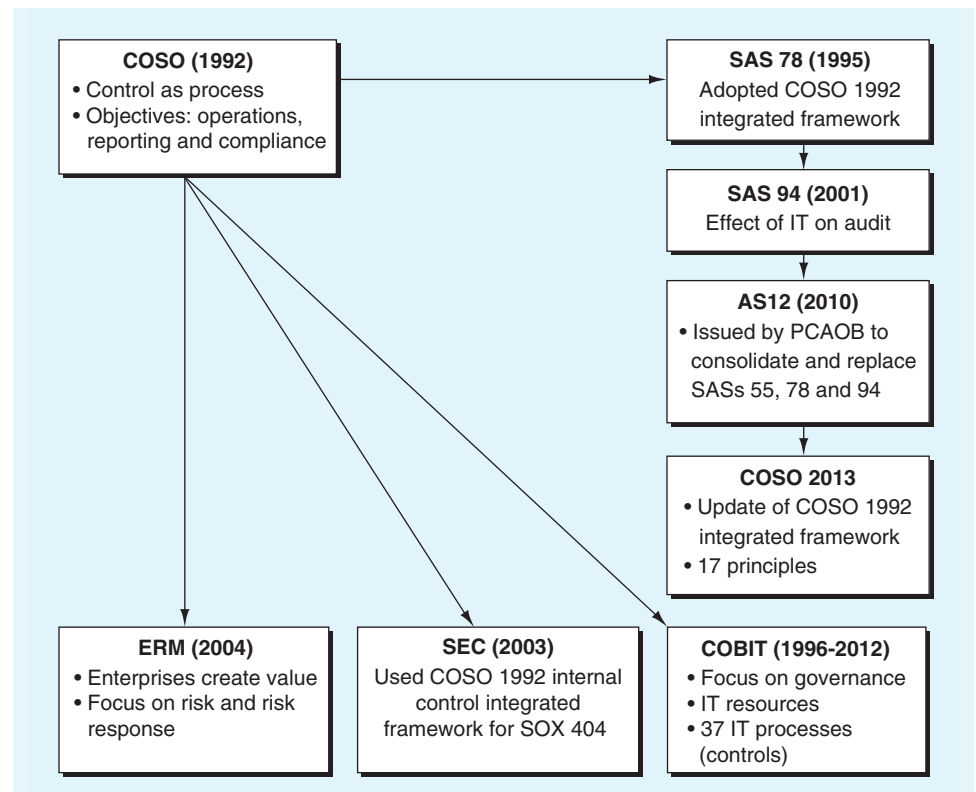 COSO (1992)
• Control as process
• Objectives: operations,
reporting and compliance
SAS 78 (1995)
Adopted COSO 1992
integrated framework
SAS 94 (2001)
Effect of IT on audit
AS12 (2010)
• Issued by PCAOB to
consolidate and replace
SASs 55, 78 and 94
COSO 2013
• Update of COSO 1992
integrated framework
• 17 principles
ERM (2004)
• Enterprises create value
• Focus on risk and risk
response
SEC (2003)
Used COSO 1992 internal
control integrated
framework for SOX 404
COBIT (1996-2012)
• Focus on governance
• IT resources
• 37 IT processes
(controls)